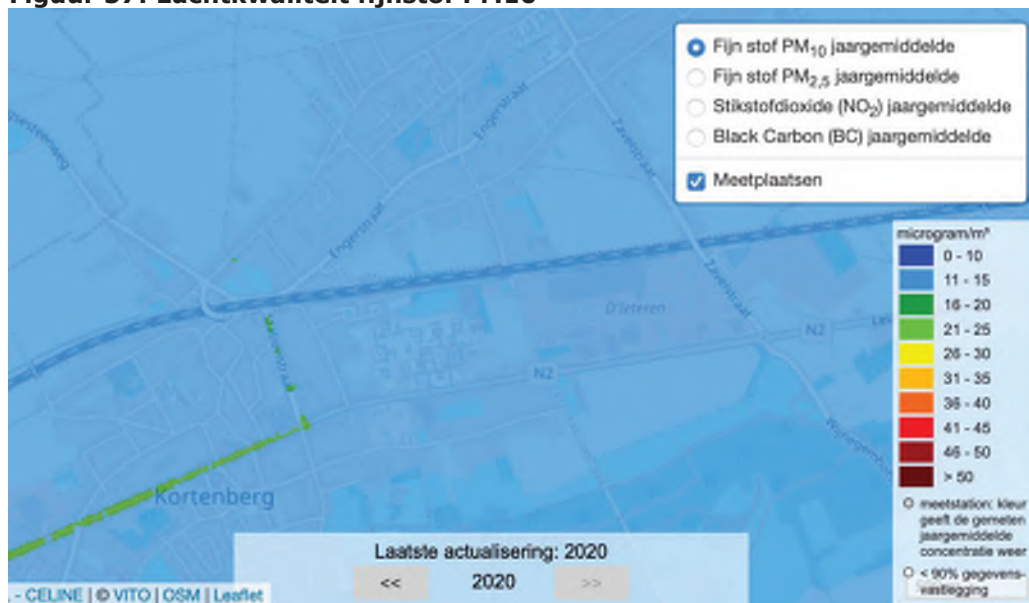 Fijn stof PM10 jaargemiddelde
Fijn stof PM2,5 jaargemiddelde
Stikstofdioxide (NO2) jaargemiddelde
Black Carbon (BC) jaargemiddelde
Meetplaatsen
Engerstraat
Zavelstraat
Engerstraat
Zavelstraat
D'Ieteren
N2
N2
Kortenberg
microgram/m³
0 - 10
11 - 15
16 - 20
21 - 25
26 - 30
31 - 35
36 - 40
41 - 45
46 - 50
> 50
meetstation: kleur
geeft de gemeten
jaargemiddelde
concentratie weer
< 90% gegevens-
vastlegging
Laatste actualisering: 2020
<< 2020 >>
- CELINE | © VITO | OSM | Leaflet